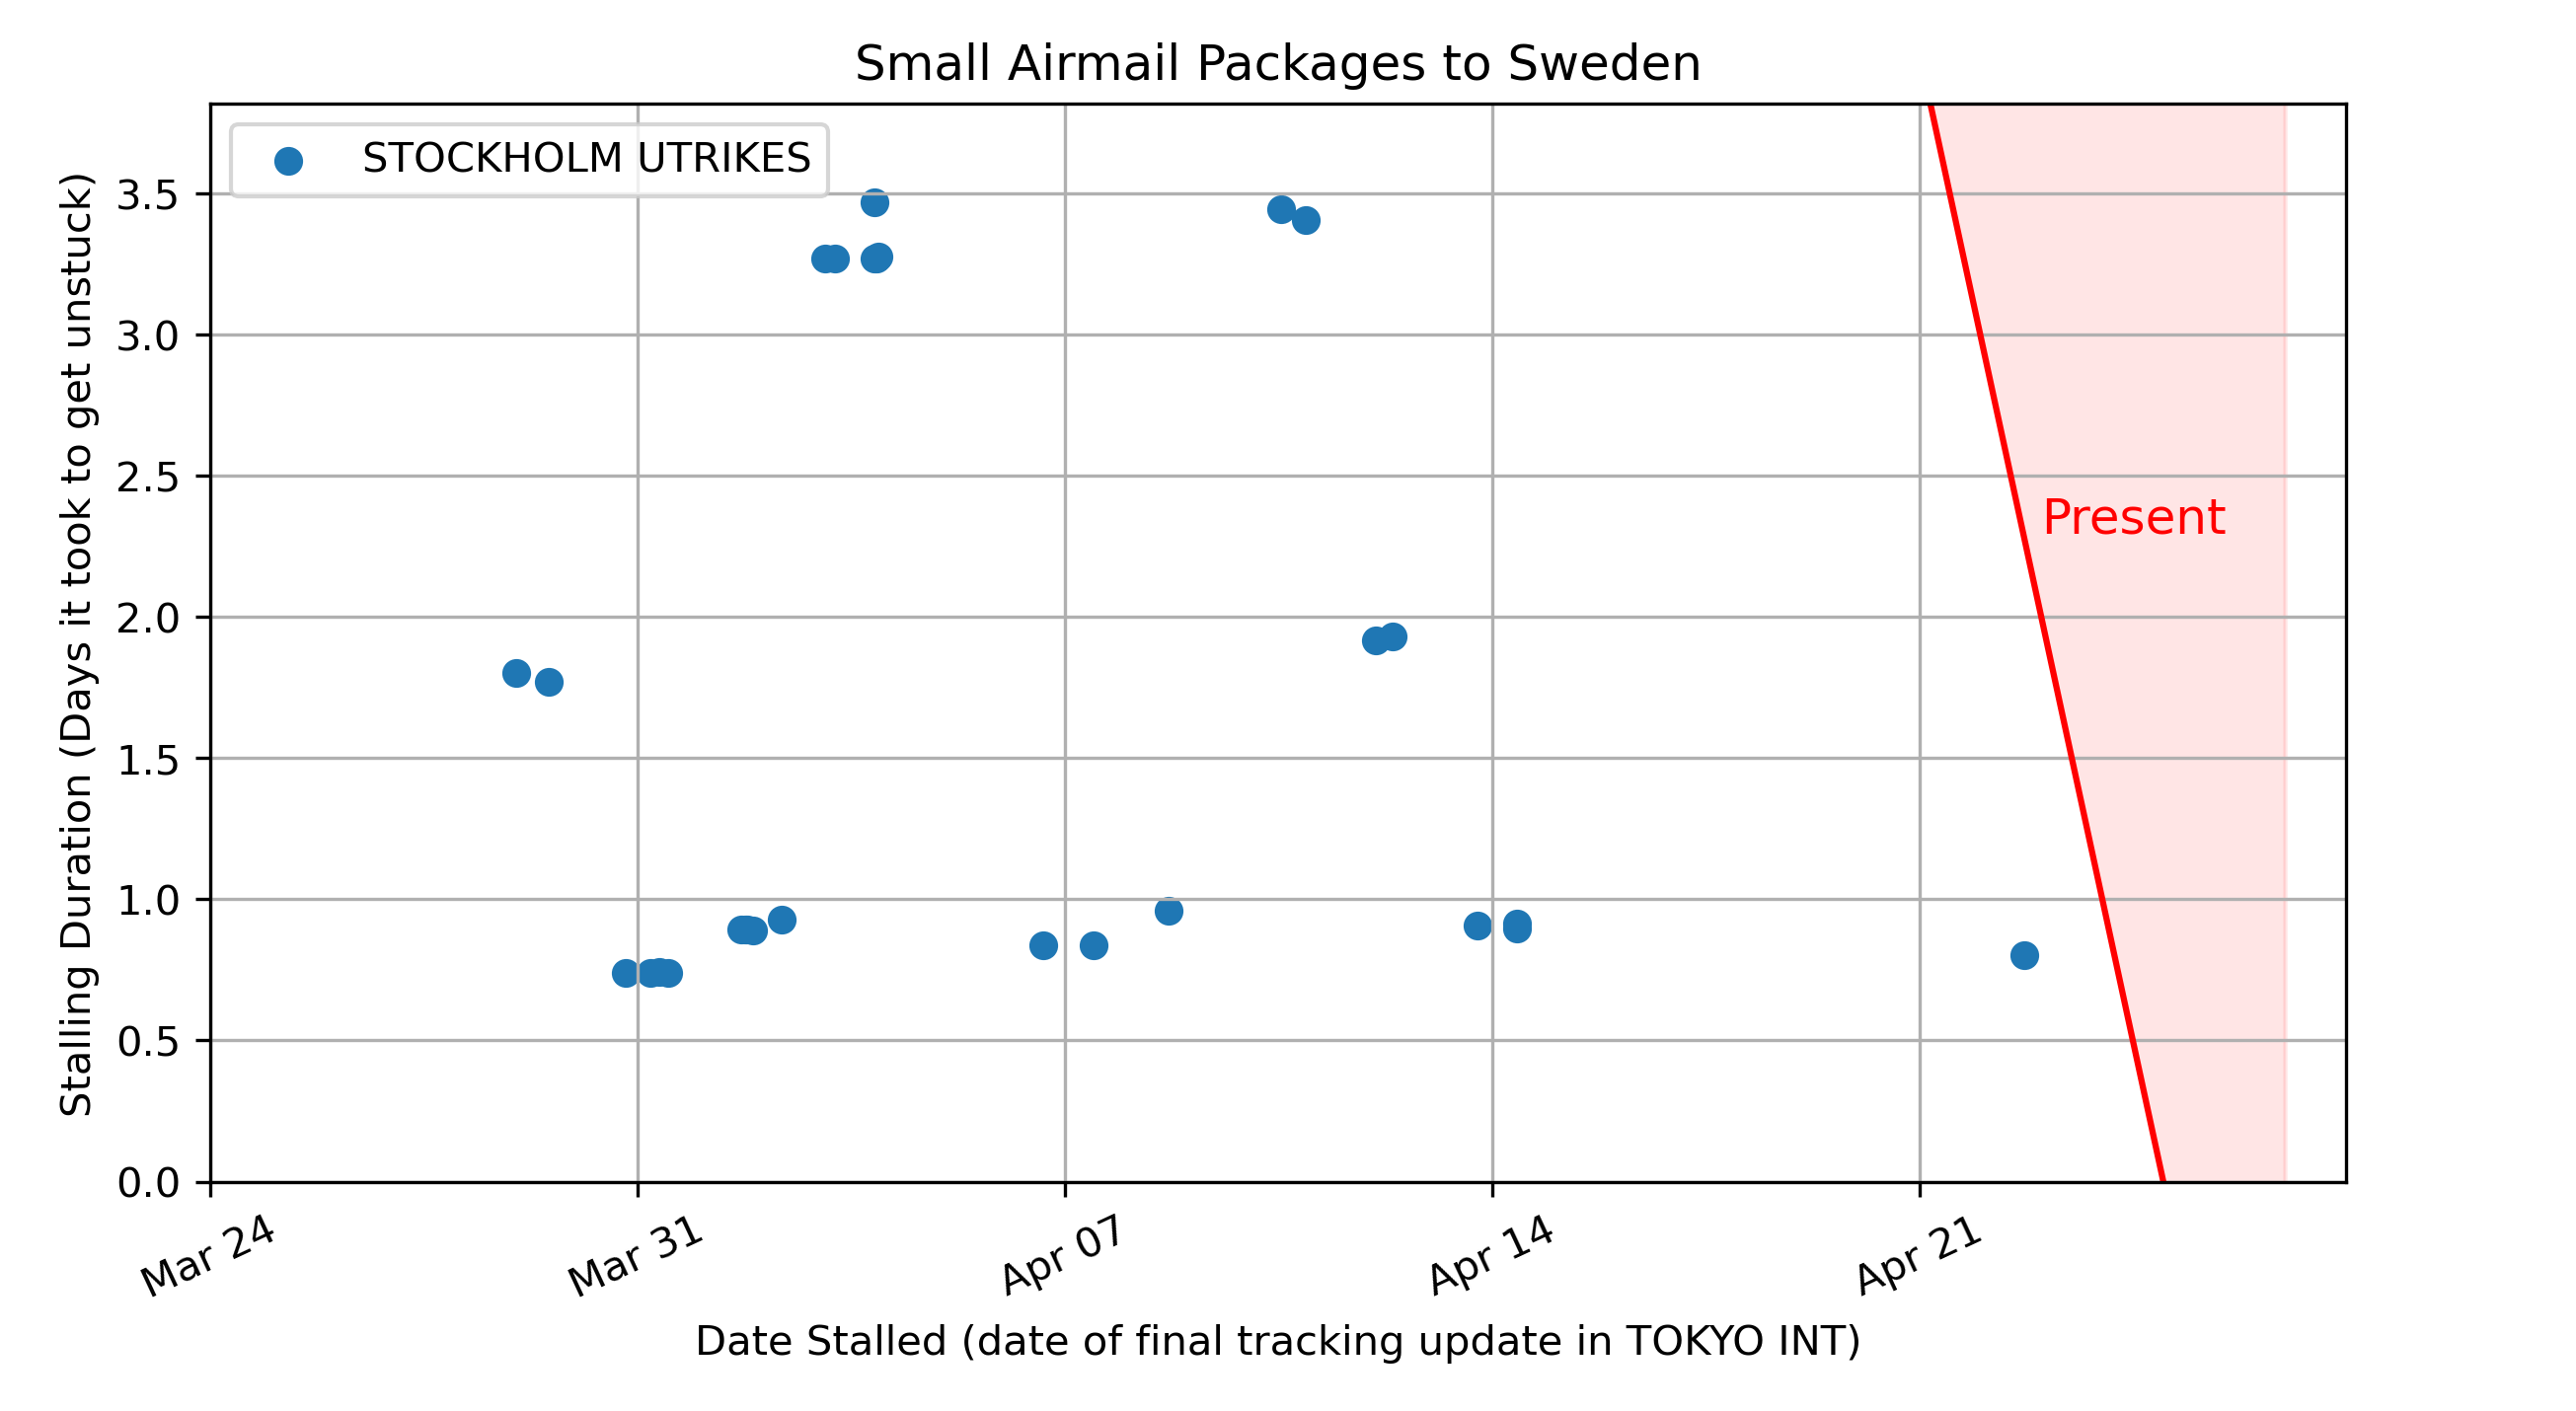 Small Airmail Packages to Sweden
STOCKHOLM UTRIKES
Stalling Duration (Days it took to get unstuck)
3.5
3.0
2.5
2.0
1.5
1.0
0.5
0.0
Present
Mar 24
Mar 31
Apr 07
Apr 14
Apr 21
Date Stalled (date of final tracking update in TOKYO INT)